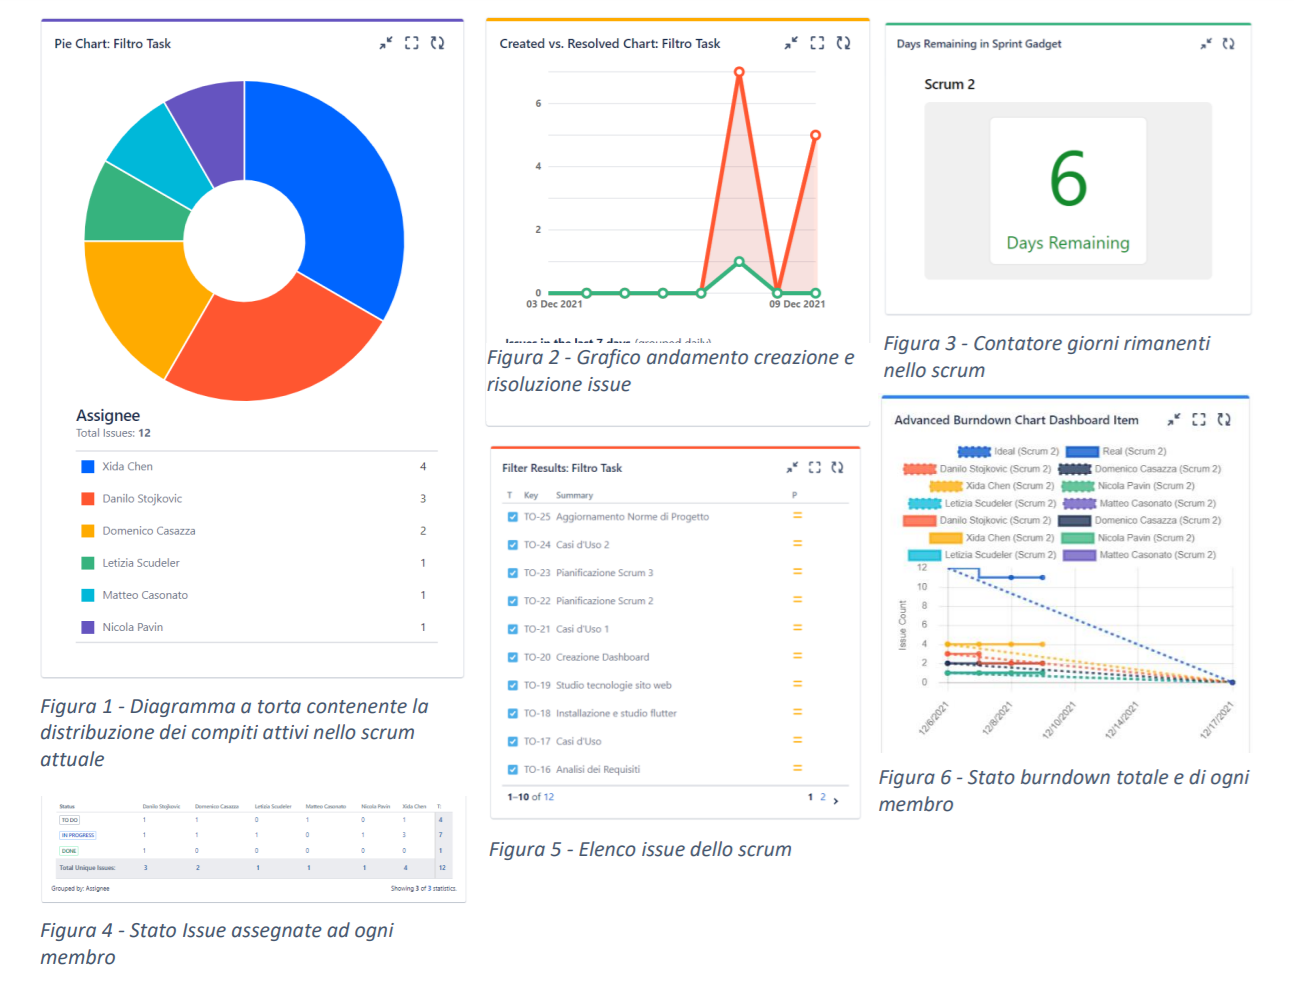 Pie Chart: Filtro Task
Assignee
Total Issues: 12
Xida Chen 4
Danilo Stojkovic 3
Domenico Casazza 2
Letizia Scudeler 1
Matteo Casonato 1
Nicola Pavin 1
Figura 1 - Diagramma a torta contenente la
distribuzione dei compiti attivi nello scrum
attuale
Status Danilo Stojkovic Domenico Casazza Letizia Scudeler Matteo Casonato Nicola Pavin Xida Chen T:
TO DO 1 1 0 1 0 1 4
IN PROGRESS 1 1 1 0 1 3 7
DONE 1 0 0 0 0 0 1
Total Unique Issues: 3 2 1 1 1 4 12
Grouped by: Assignee Showing 3 of 3 statistics.
Figura 4 - Stato Issue assegnate ad ogni
membro
Created vs. Resolved Chart: Filtro Task
6
4
2
0
03 Dec 2021 09 Dec 2021
Issues in the last 7 days (grouped daily)
Figura 2 - Grafico andamento creazione e
risoluzione issue
Filter Results: Filtro Task
T Key Summary P
TO-25 Aggiornamento Norme di Progetto
TO-24 Casi d'Uso 2
TO-23 Pianificazione Scrum 3
TO-22 Pianificazione Scrum 2
TO-21 Casi d'Uso 1
TO-20 Creazione Dashboard
TO-19 Studio tecnologie sito web
TO-18 Installazione e studio flutter
TO-17 Casi d'Uso
TO-16 Analisi dei Requisiti
1–10 of 12 1 2
Figura 5 - Elenco issue dello scrum
Days Remaining in Sprint Gadget
Scrum 2
6
Days Remaining
Figura 3 - Contatore giorni rimanenti
nello scrum
Advanced Burndown Chart Dashboard Item
Ideal (Scrum 2) Real (Scrum 2)
Danilo Stojkovic (Scrum 2) Domenico Casazza (Scrum 2)
Xida Chen (Scrum 2) Nicola Pavin (Scrum 2)
Letizia Scudeler (Scrum 2) Matteo Casonato (Scrum 2)
Danilo Stojkovic (Scrum 2) Domenico Casazza (Scrum 2)
Xida Chen (Scrum 2) Nicola Pavin (Scrum 2)
Letizia Scudeler (Scrum 2) Matteo Casonato (Scrum 2)
Issue Count
12
10
8
6
4
2
0
12/6/2021 12/8/2021 12/10/2021 12/14/2021 12/17/2021
Figura 6 - Stato burndown totale e di ogni
membro